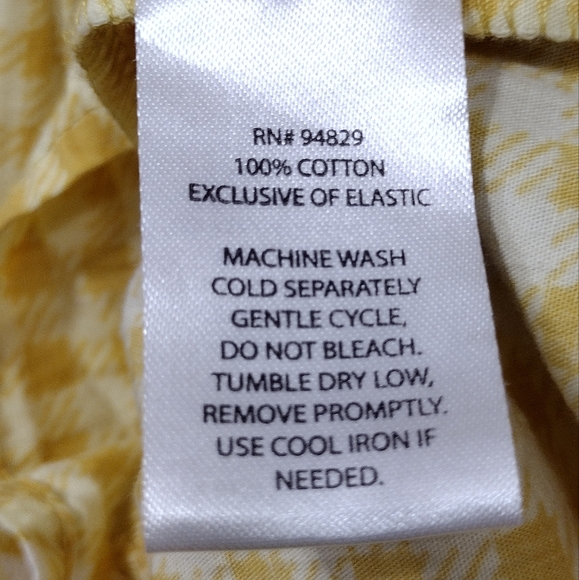 RN# 94829
100% COTTON
EXCLUSIVE OF ELASTIC
MACHINE WASH
COLD SEPARATELY
GENTLE CYCLE,
DO NOT BLEACH.
TUMBLE DRY LOW,
REMOVE PROMPTLY.
USE COOL IRON IF
NEEDED.